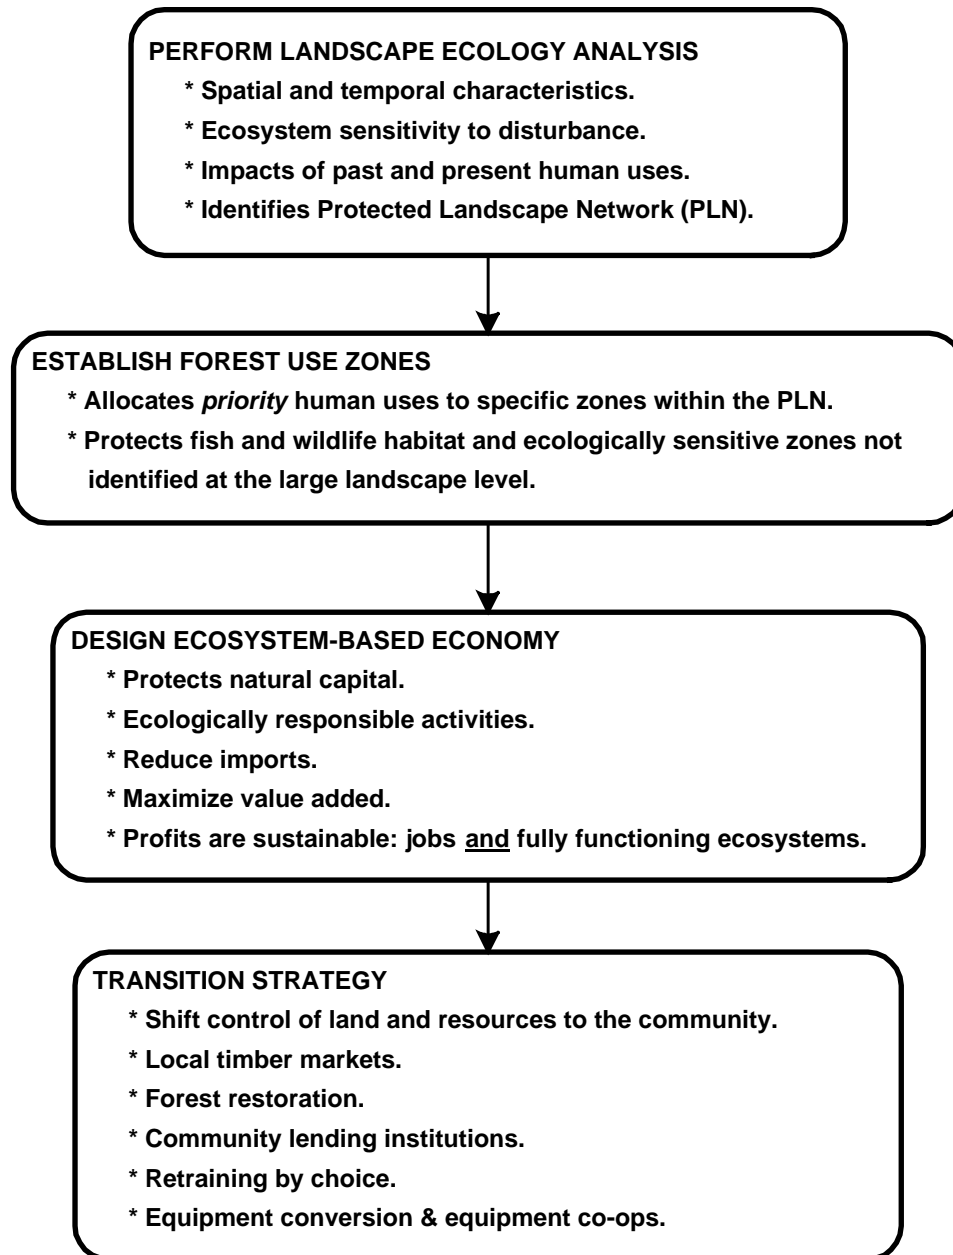 PERFORM LANDSCAPE ECOLOGY ANALYSIS
* Spatial and temporal characteristics.
* Ecosystem sensitivity to disturbance.
* Impacts of past and present human uses.
* Identifies Protected Landscape Network (PLN).
ESTABLISH FOREST USE ZONES
* Allocates priority human uses to specific zones within the PLN.
* Protects fish and wildlife habitat and ecologically sensitive zones not
identified at the large landscape level.
DESIGN ECOSYSTEM-BASED ECONOMY
* Protects natural capital.
* Ecologically responsible activities.
* Reduce imports.
* Maximize value added.
* Profits are sustainable: jobs and fully functioning ecosystems.
TRANSITION STRATEGY
* Shift control of land and resources to the community.
* Local timber markets.
* Forest restoration.
* Community lending institutions.
* Retraining by choice.
* Equipment conversion & equipment co-ops.